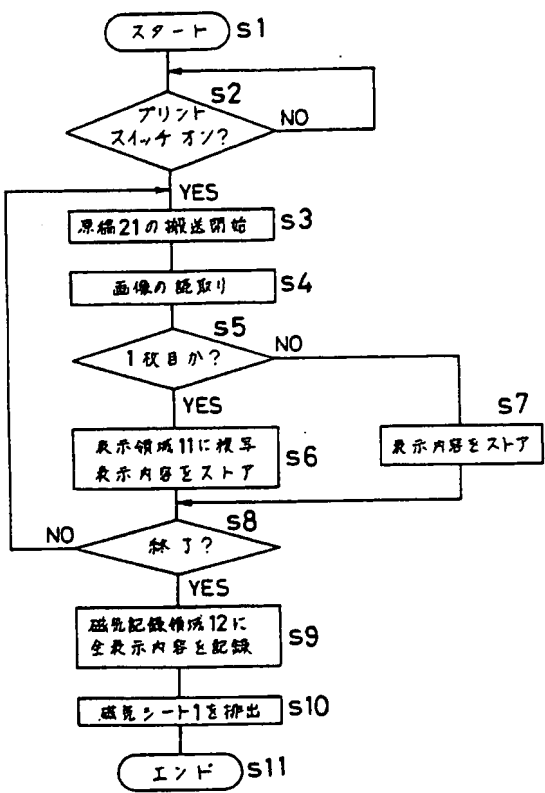 スタート s1
s2
プリント
スイッチオン?
NO
YES
原稿21の搬送開始 s3
画像の読取り s4
s5
1枚目か?
NO
YES
s7
表示領域11に複写
表示内容をストア
s6
表示内容をストア
s8
終了?
NO
YES
磁気記録領域12に
全表示内容を記録
s9
磁気シート1を排出 s10
エンド s11